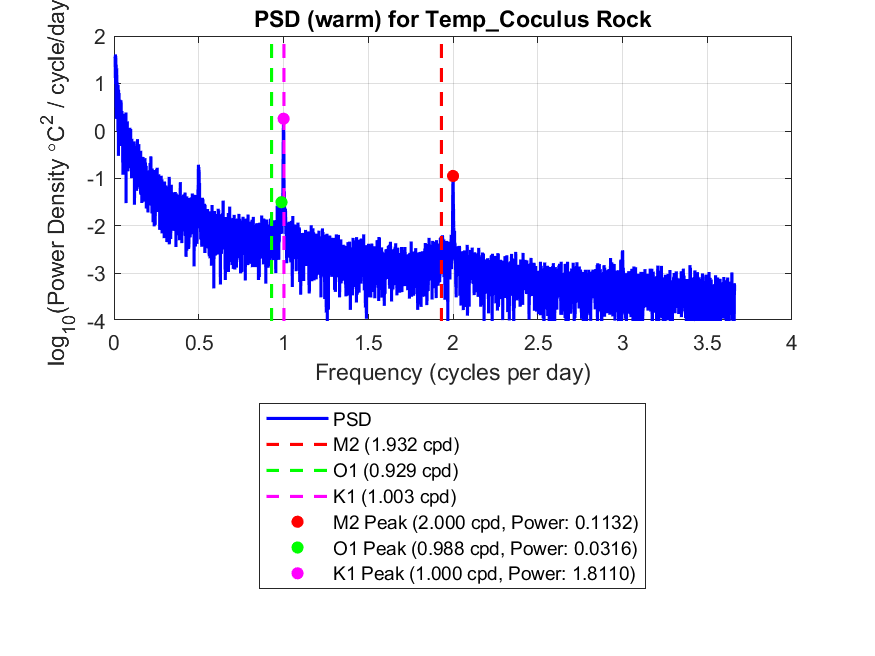 PSD (warm) for Temp_Coculus Rock
log10(Power Density °C2 / cycle/day
2
1
0
-1
-2
-3
-4
0 0.5 1 1.5 2 2.5 3 3.5 4
Frequency (cycles per day)
PSD
M2 (1.932 cpd)
O1 (0.929 cpd)
K1 (1.003 cpd)
M2 Peak (2.000 cpd, Power: 0.1132)
O1 Peak (0.988 cpd, Power: 0.0316)
K1 Peak (1.000 cpd, Power: 1.8110)